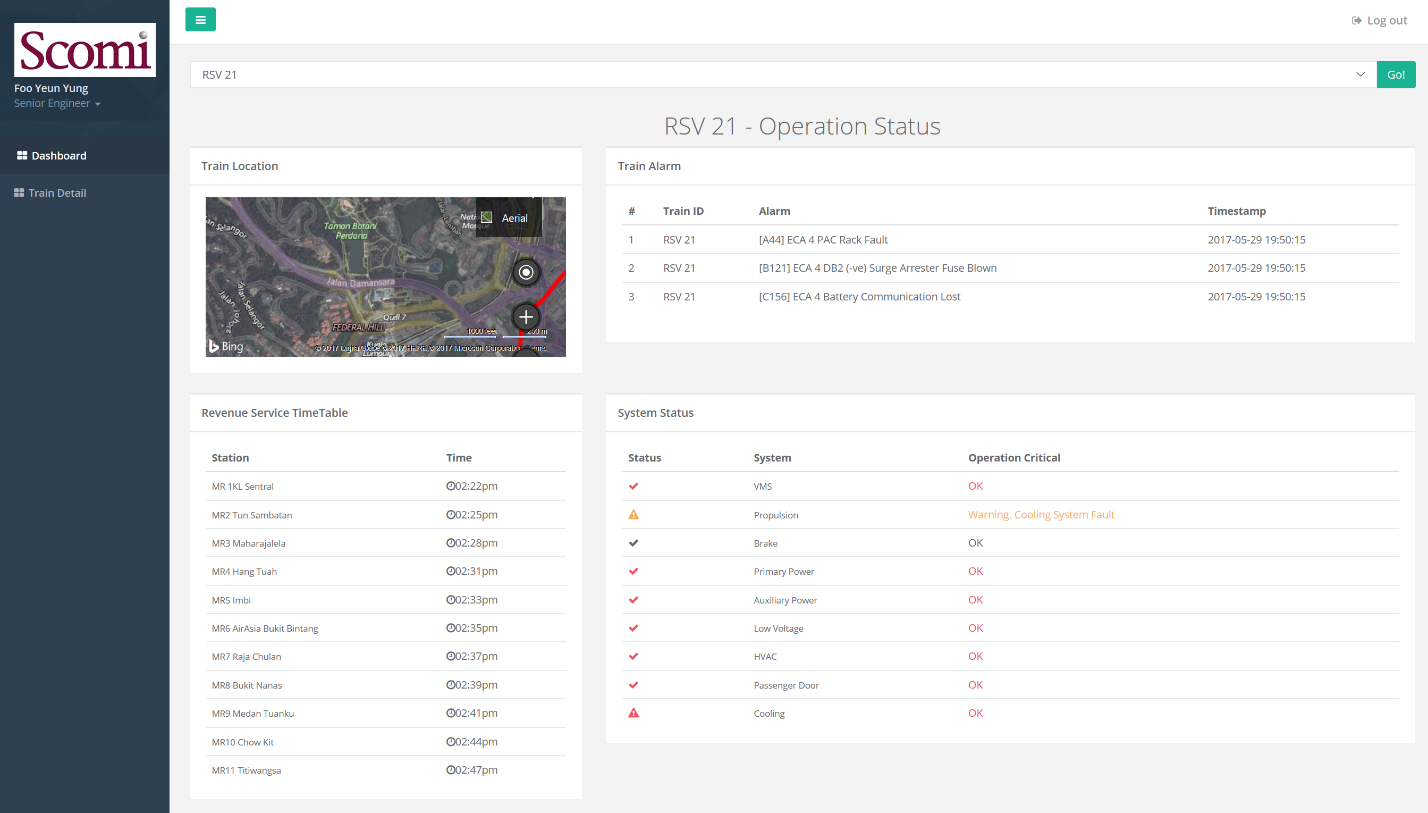 Scomi
Foo Yeun Yung
Senior Engineer
Dashboard
Train Detail
Log out
RSV 21
Go!
RSV 21 - Operation Status
Train Location
Aerial
Taman Botani
Perdana
Jalan Damansara
Jalan Selangor
Quill 7
FEDERAL HILL
Kuala
Lumpur
1000 feet 250 m
Bing
Train Alarm
# Train ID Alarm Timestamp
1 RSV 21 [A44] ECA 4 PAC Rack Fault 2017-05-29 19:50:15
2 RSV 21 [B121] ECA 4 DB2 (-ve) Surge Arrester Fuse Blown 2017-05-29 19:50:15
3 RSV 21 [C156] ECA 4 Battery Communication Lost 2017-05-29 19:50:15
Revenue Service TimeTable
Station Time
MR 1KL Sentral 02:22pm
MR2 Tun Sambatan 02:25pm
MR3 Maharajalela 02:28pm
MR4 Hang Tuah 02:31pm
MR5 Imbi 02:33pm
MR6 AirAsia Bukit Bintang 02:35pm
MR7 Raja Chulan 02:37pm
MR8 Bukit Nanas 02:39pm
MR9 Medan Tuanku 02:41pm
MR10 Chow Kit 02:44pm
MR11 Titiwangsa 02:47pm
System Status
Status System Operation Critical
VMS OK
Propulsion Warning. Cooling System Fault
Brake OK
Primary Power OK
Auxiliary Power OK
Low Voltage OK
HVAC OK
Passenger Door OK
Cooling OK